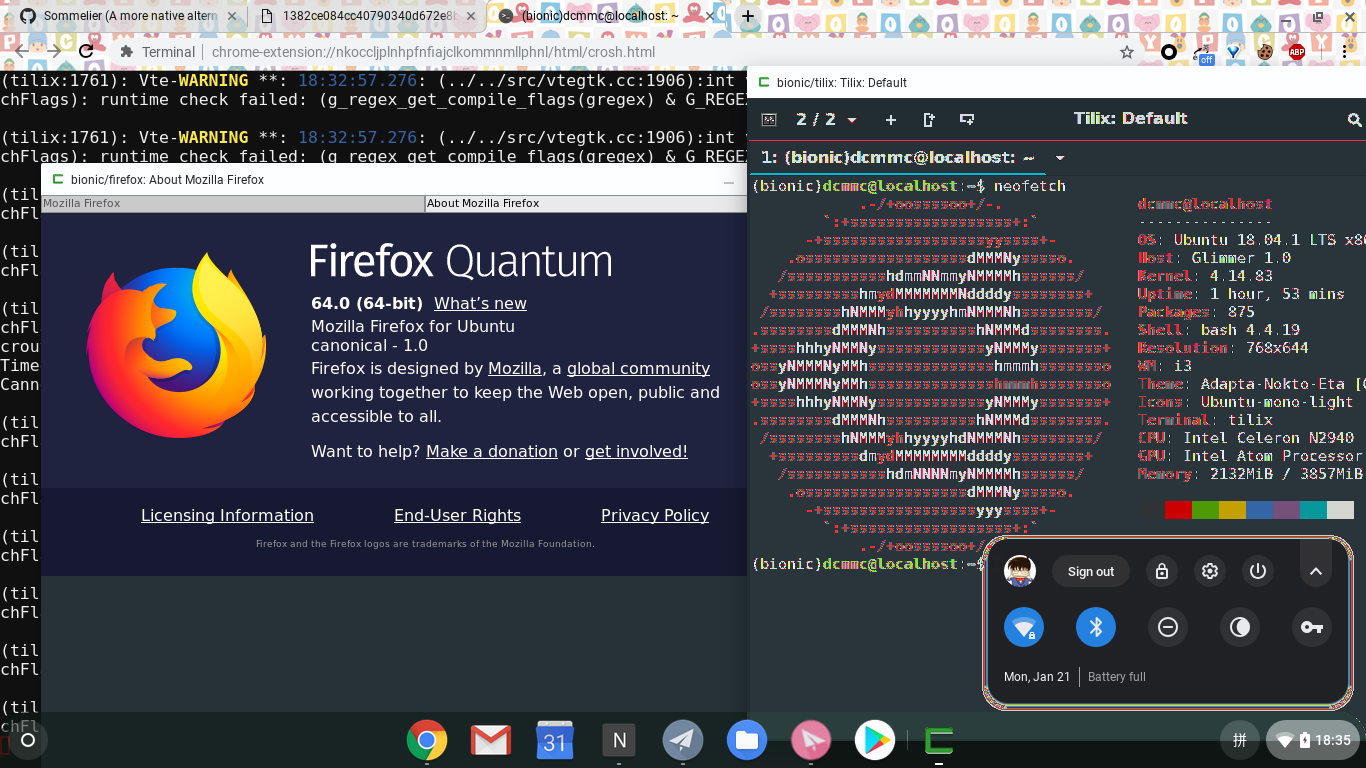 Sommelier (A more native altern
1382ce084cc40790340d672e8b
(bionic)dcmmc@localhost: ~
Terminal
chrome-extension://nkoccljplnhpfnfiajclkommnnllphnl/html/crosh.html
off
ABP
(tilix:1761): Vte-WARNING **: 18:32:57.276: (../../src/vtegtk.cc:1906):int
chFlags): runtime check failed: (g_regex_get_compile_flags(gregex) & G_REGEX
(tilix:1761): Vte-WARNING **: 18:32:57.276: (../../src/vtegtk.cc:1906):int
chFlags): runtime check failed: (g_regex_get_compile_flags(gregex) & G_REGEX
(til
chFl
(til
chFl
(til
chFl
crou
Time
Cann
(til
chFl
(til
chFl
(til
chFl
(til
chFl
(til
chFl
(til
chFl
bionic/firefox: About Mozilla Firefox
Mozilla Firefox
About Mozilla Firefox
Firefox Quantum
64.0 (64-bit) What's new
Mozilla Firefox for Ubuntu
canonical - 1.0
Firefox is designed by Mozilla, a global community
working together to keep the Web open, public and
accessible to all.
Want to help? Make a donation or get involved!
Licensing Information
End-User Rights
Privacy Policy
Firefox and the Firefox logos are trademarks of the Mozilla Foundation.
bionic/tilix: Tilix: Default
2 / 2
Tilix: Default
1: (bionic)dcmmc@localhost: ~
(bionic)dcmmc@localhost:~$ neofetch
dcmmc@localhost
---------------
OS: Ubuntu 18.04.1 LTS x86
Host: Glimmer 1.0
Kernel: 4.14.83
Uptime: 1 hour, 53 mins
Packages: 875
Shell: bash 4.4.19
Resolution: 768x644
WM: i3
Theme: Adapta-Nokto-Eta [G
Icons: Ubuntu-mono-light
Terminal: tilix
CPU: Intel Celeron N2940
GPU: Intel Atom Processor
Memory: 2132MiB / 3857MiB
(bionic)dcmmc@localhost:~$
Sign out
Mon, Jan 21
Battery full
31
N
拼
18:35